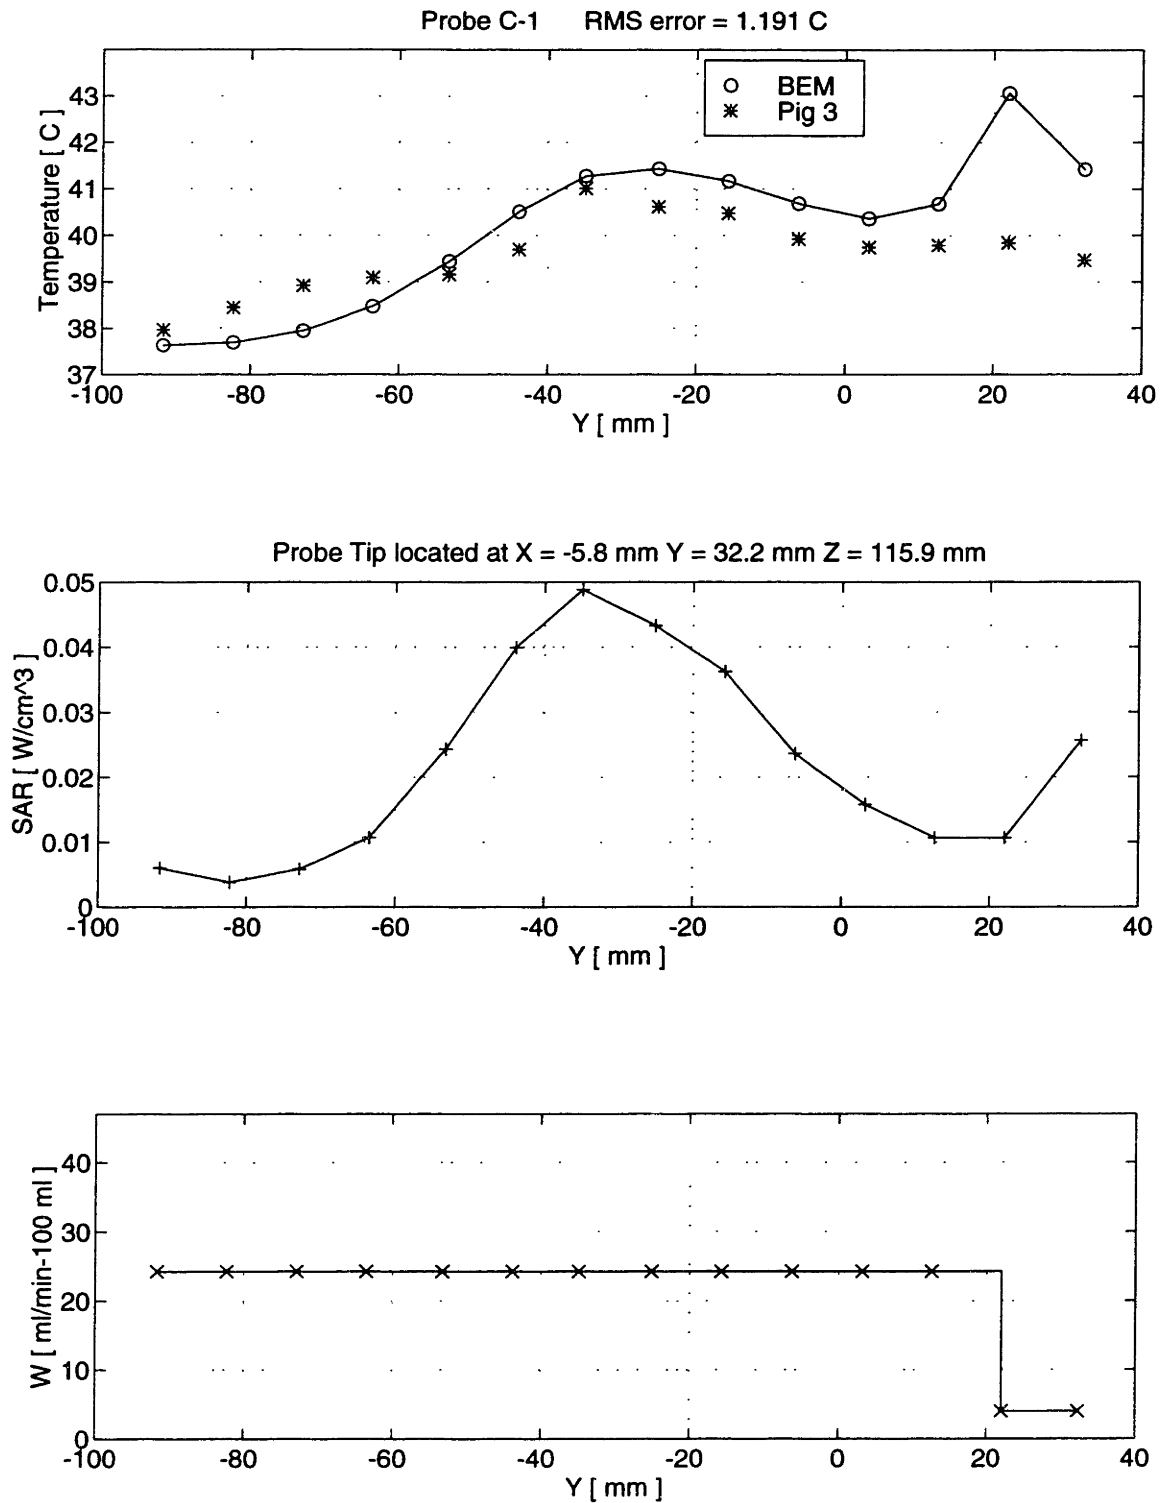 Probe C-1 RMS error = 1.191 C
BEM
Pig 3
Temperature [ C ]
43
42
41
40
39
38
37
-100 -80 -60 -40 -20 0 20 40
Y [ mm ]
Probe Tip located at X = -5.8 mm Y = 32.2 mm Z = 115.9 mm
SAR [ W/cm^3 ]
0.05
0.04
0.03
0.02
0.01
0
-100 -80 -60 -40 -20 0 20 40
Y [ mm ]
W [ ml/min-100 ml ]
40
30
20
10
0
-100 -80 -60 -40 -20 0 20 40
Y [ mm ]